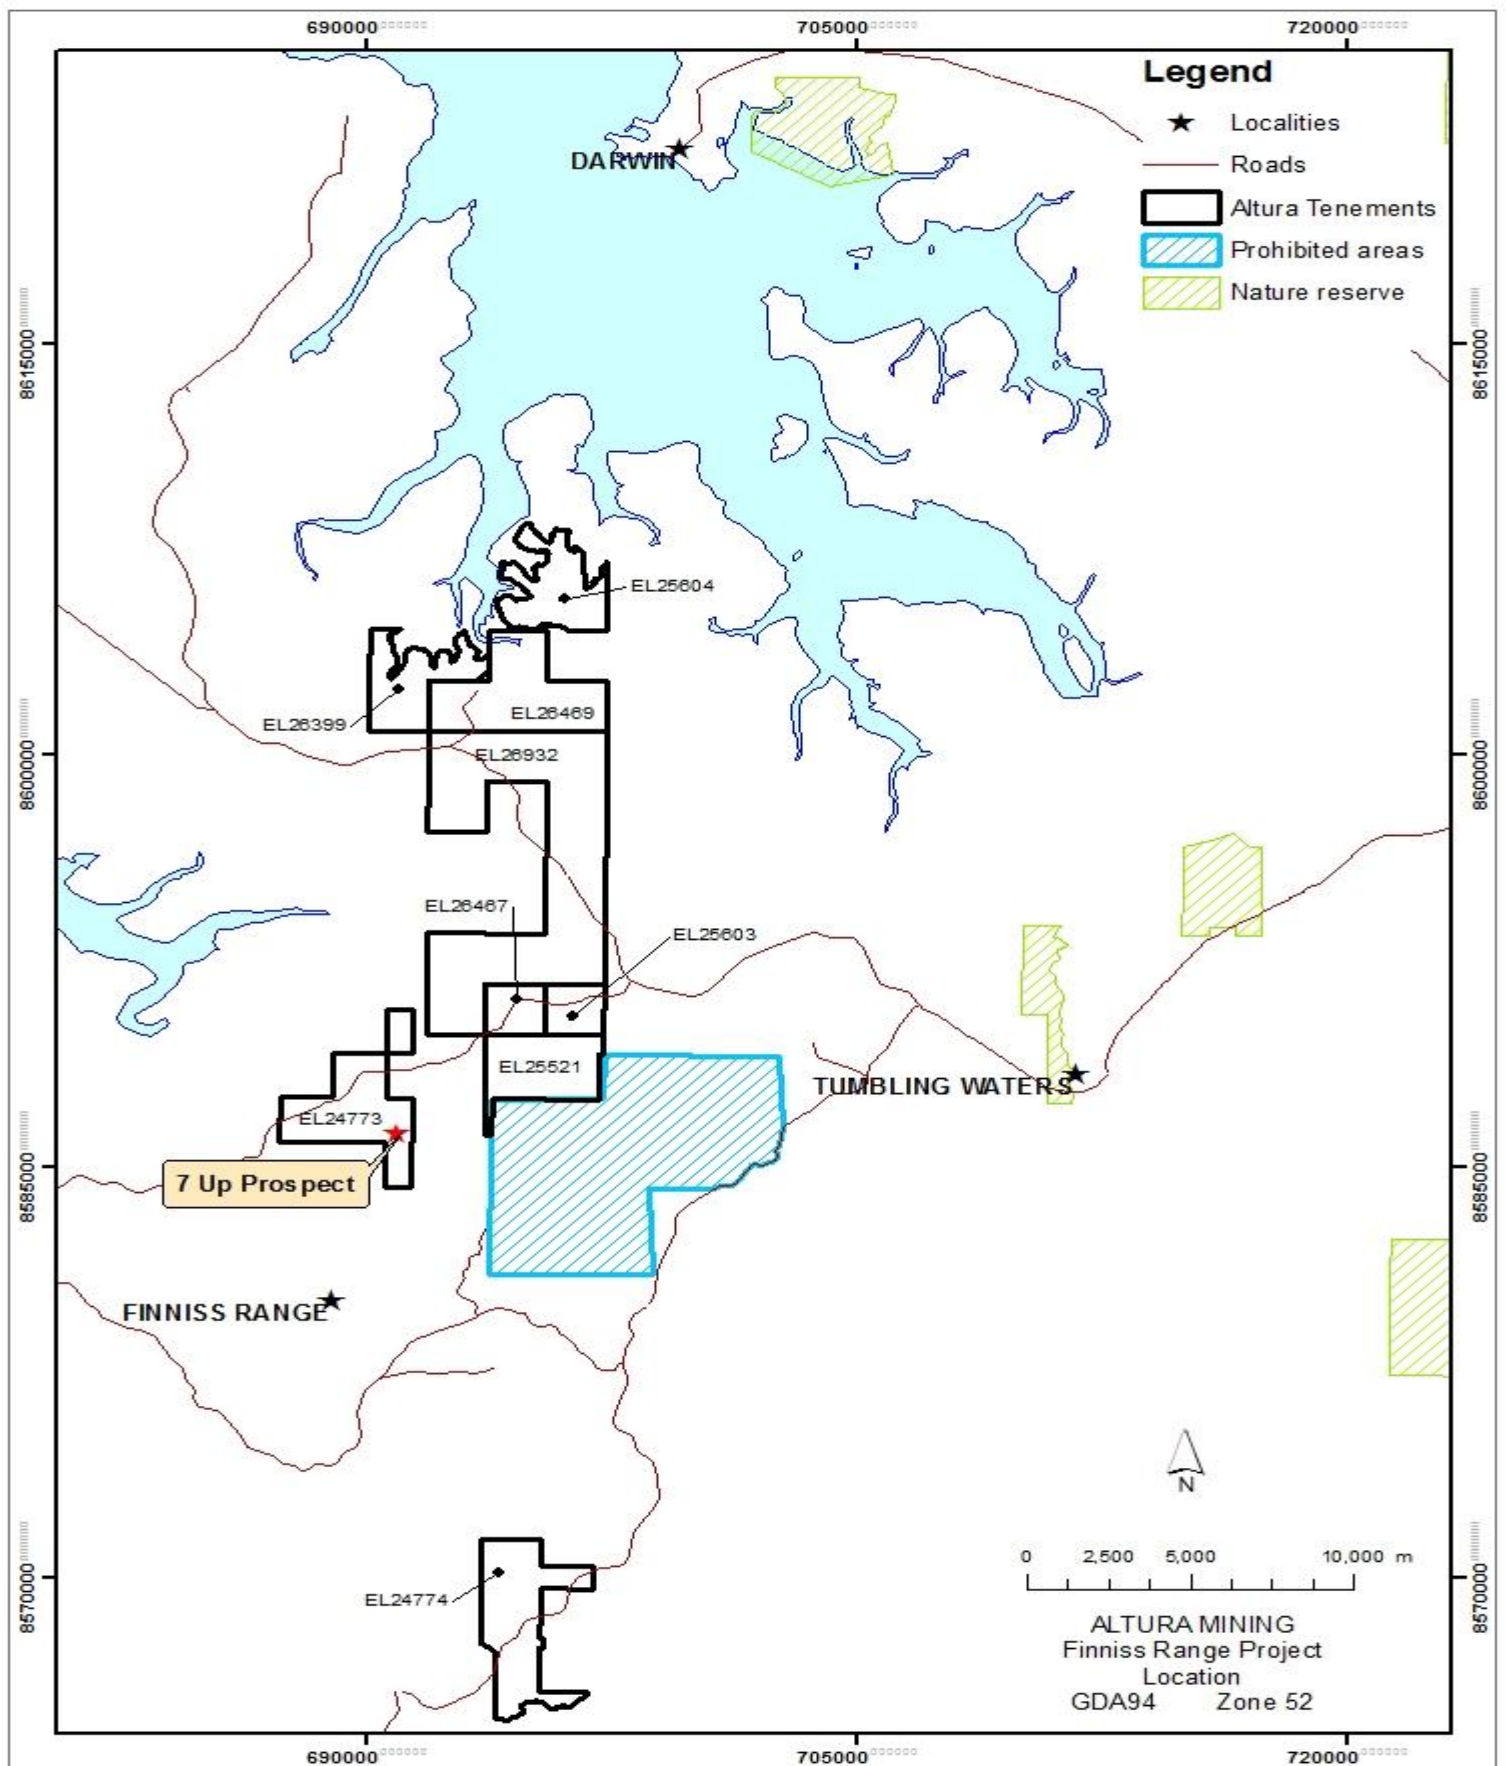 690000 705000 720000
Legend
Localities
Roads
Altura Tenements
Prohibited areas
Nature reserve
DARWIN
8615000 8615000
EL25604
EL26399
EL26469
EL26932
8600000 8600000
EL26467
EL25603
EL25521
TUMBLING WATERS
EL24773
7 Up Prospect
8585000 8585000
FINNISS RANGE
N
0 2,500 5,000 10,000 m
EL24774
8570000 8570000
ALTURA MINING
Finniss Range Project
Location
GDA94 Zone 52
690000 705000 720000